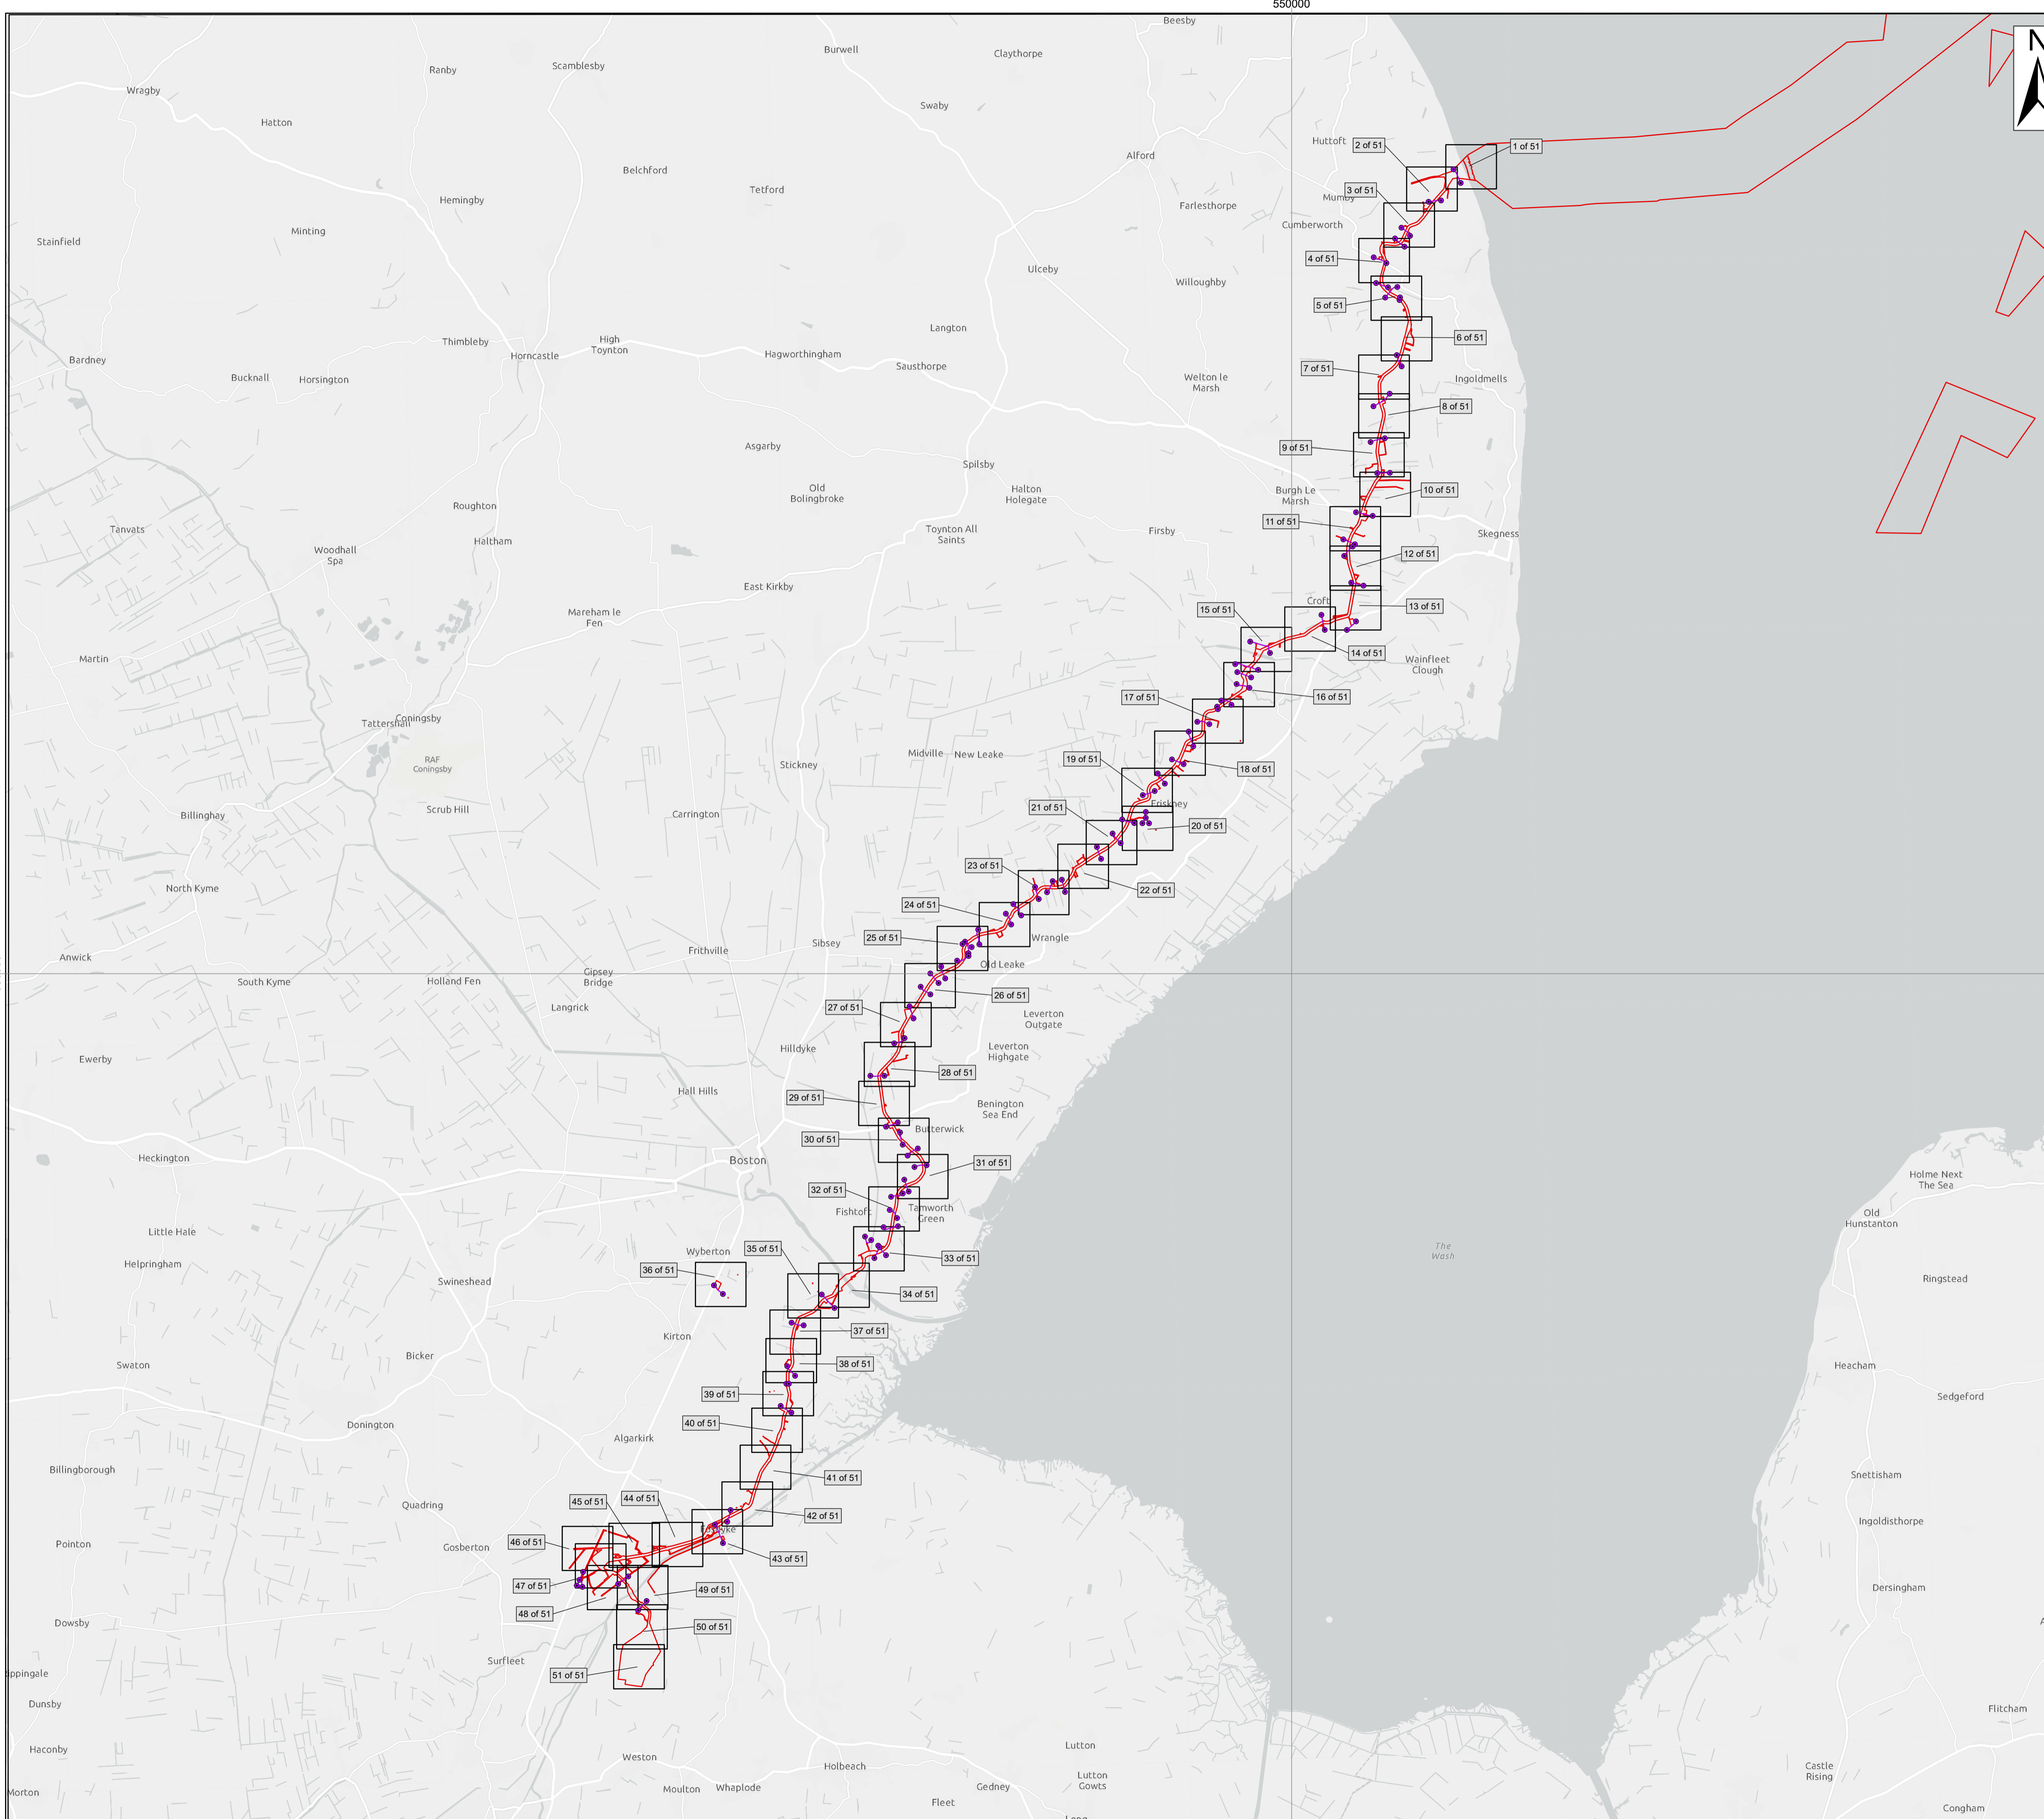 550000
N
Beesby
Burwell
Claythorpe
Scamblesby
Ranby
Wragby
Swaby
Hatton
Huttoft
2 of 51
1 of 51
Alford
Belchford
Tetford
3 of 51
Mumby
Hemingby
Farlesthorpe
Cumberworth
Minting
Stainfield
4 of 51
Ulceby
Willoughby
5 of 51
Langton
6 of 51
Thimbleby
High
Toynton
Horncastle
Hagworthingham
Bardney
Sausthorpe
7 of 51
Bucknall
Horsington
Welton le
Marsh
Ingoldmells
8 of 51
Asgarby
9 of 51
Spilsby
Old
Bolingbroke
Halton
Holegate
Burgh Le
Marsh
10 of 51
Roughton
11 of 51
Tanvats
Toynton All
Saints
Firsby
Skegness
Haltham
Woodhall
Spa
12 of 51
East Kirkby
Croft
13 of 51
15 of 51
Mareham le
Fen
14 of 51
Martin
Wainfleet
Clough
17 of 51
16 of 51
Coningsby
Tattershall
RAF
Coningsby
Midville
New Leake
Stickney
19 of 51
18 of 51
Friskney
21 of 51
Scrub Hill
Carrington
Billinghay
20 of 51
23 of 51
North Kyme
22 of 51
24 of 51
25 of 51
Sibsey
Wrangle
Frithville
Anwick
Old Leake
South Kyme
Holland Fen
Gipsey
Bridge
26 of 51
27 of 51
Langrick
Leverton
Outgate
Hilldyke
Leverton
Highgate
Ewerby
28 of 51
Hall Hills
29 of 51
Benington
Sea End
30 of 51
Butterwick
Heckington
Boston
31 of 51
Holme Next
The Sea
32 of 51
Fishtoft
Tamworth
Green
Old
Hunstanton
Little Hale
Wyberton
35 of 51
33 of 51
The
Wash
Helpringham
36 of 51
Swineshead
Ringstead
34 of 51
37 of 51
Kirton
Bicker
38 of 51
Swaton
Heacham
39 of 51
Sedgeford
40 of 51
Donington
Algarkirk
Billingborough
41 of 51
Snettisham
44 of 51
45 of 51
Quadring
42 of 51
Ingoldisthorpe
46 of 51
Pointon
Gosberton
43 of 51
47 of 51
49 of 51
Dersingham
48 of 51
Dowsby
50 of 51
Surfleet
51 of 51
Dunsby
Flitcham
Haconby
Lutton
Weston
Holbeach
Castle
Rising
Lutton
Gowts
Moulton
Whaplode
Gedney
Morton
Fleet
Congham